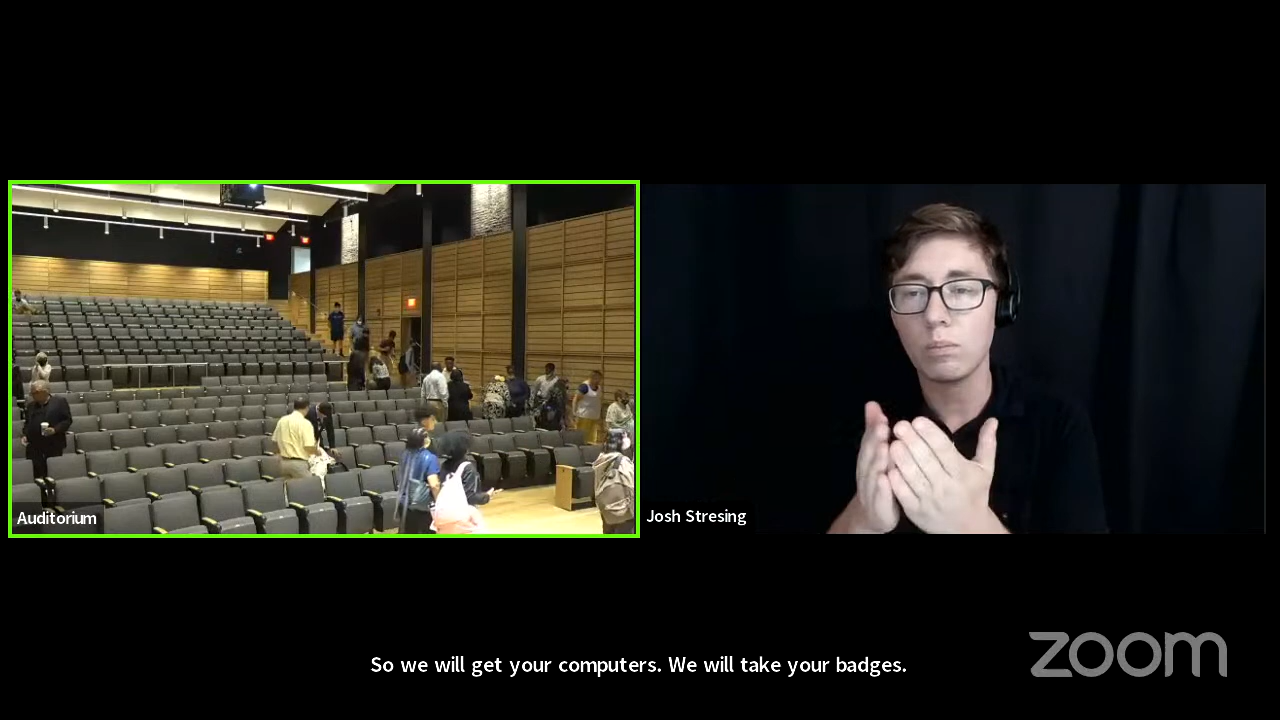 Auditorium
Josh Stresing
So we will get your computers. We will take your badges.
zoom